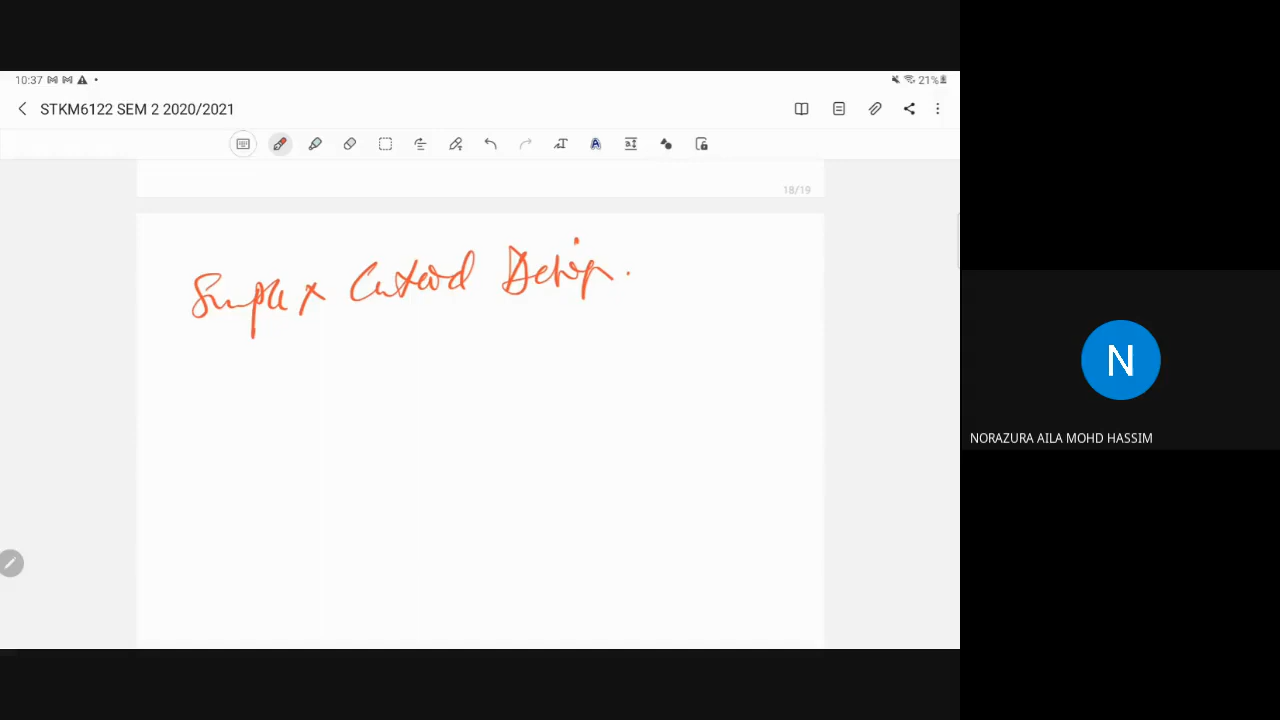 10:37
21%
STKM6122 SEM 2 2020/2021
18/19
Simplex Centroid Design.
N
NORAZURA AILA MOHD HASSIM